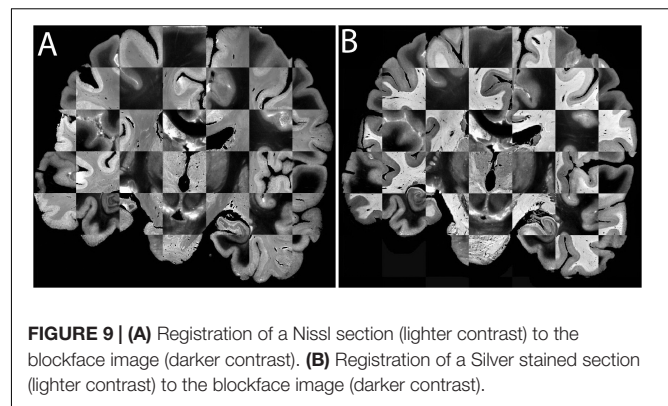 A
B
FIGURE 9 | (A) Registration of a Nissl section (lighter contrast) to the
blockface image (darker contrast). (B) Registration of a Silver stained section
(lighter contrast) to the blockface image (darker contrast).